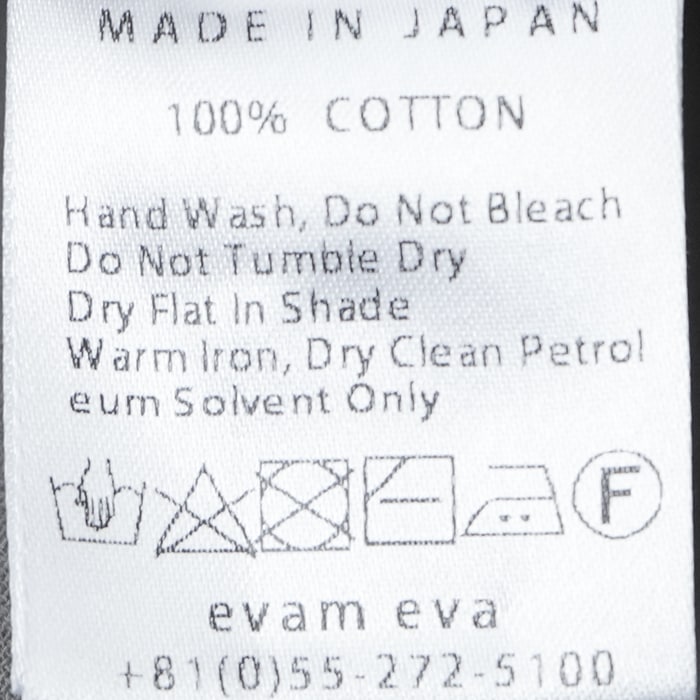 MADE IN JAPAN
100% COTTON
Hand Wash, Do Not Bleach
Do Not Tumble Dry
Dry Flat In Shade
Warm Iron, Dry Clean Petrol
eum Solvent Only
F
evam eva
+81(0)55-272-5100